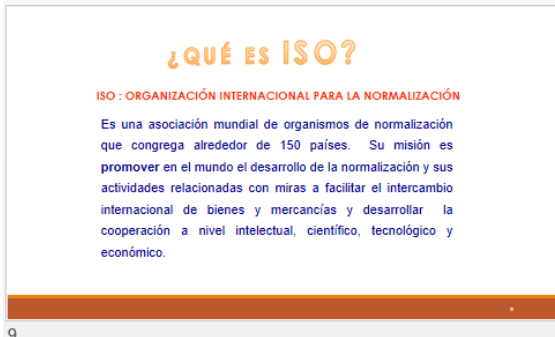 ¿QUÉ ES ISO?
ISO : ORGANIZACIÓN INTERNACIONAL PARA LA NORMALIZACIÓN
Es una asociación mundial de organismos de normalización
que congrega alrededor de 150 países. Su misión es
promover en el mundo el desarrollo de la normalización y sus
actividades relacionadas con miras a facilitar el intercambio
internacional de bienes y mercancías y desarrollar la
cooperación a nivel intelectual, científico, tecnológico y
económico.
9